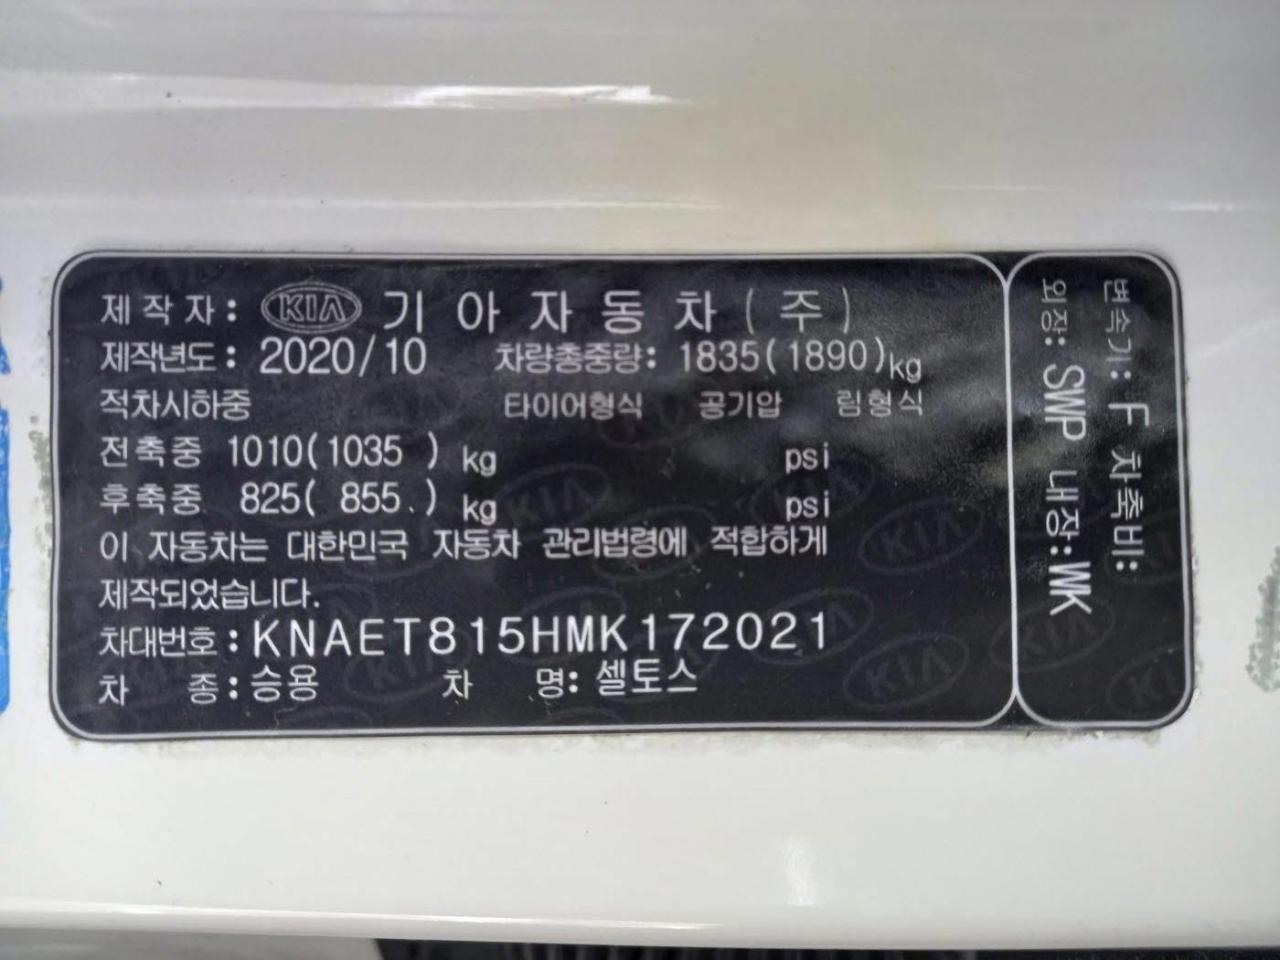 제작자: KIA 기아자동차(주)
제작년도: 2020/10 차량총중량: 1835(1890)kg
적차시하중 타이어형식 공기압 림형식
전축중 1010(1035 ) kg psi
후축중 825( 855.) kg psi
이 자동차는 대한민국 자동차 관리법령에 적합하게
제작되었습니다.
차대번호: KNAET815HMK172021
차 종: 승용 차 명: 셀토스
변속기: F 차축비:
외장: SWP 내장: WK